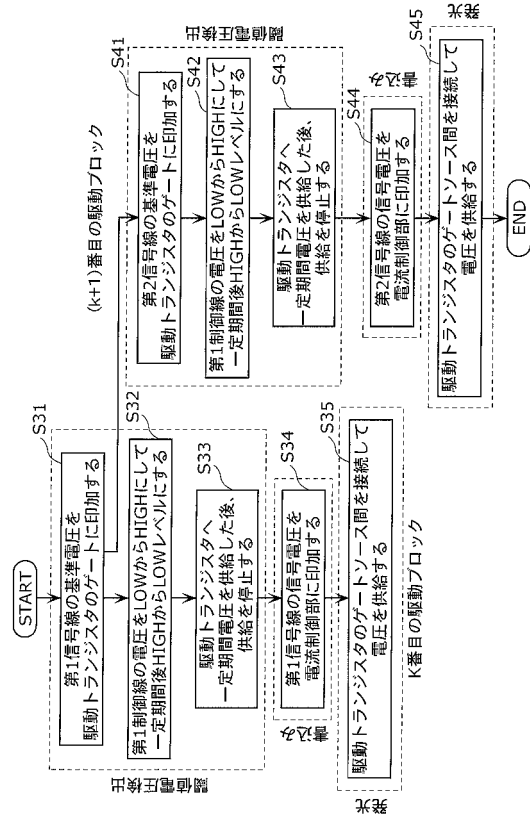 START
S31
第1信号線の基準電圧を
駆動トランジスタのゲートに印加する
S32
第1制御線の電圧をLOWからHIGHにして
一定期間後HIGHからLOWレベルにする
S33
駆動トランジスタへ
一定期間電圧を供給した後、
供給を停止する
閾値電圧検出
S34
第1信号線の信号電圧を
電流制御部に印加する
書込み
S35
駆動トランジスタのゲートソース間を接続して
電圧を供給する
発光
K番目の駆動ブロック
(k+1)番目の駆動ブロック
S41
第2信号線の基準電圧を
駆動トランジスタのゲートに印加する
S42
第1制御線の電圧をLOWからHIGHにして
一定期間後HIGHからLOWレベルにする
S43
駆動トランジスタへ
一定期間電圧を供給した後、
供給を停止する
閾値電圧検出
S44
第2信号線の信号電圧を
電流制御部に印加する
書込み
S45
駆動トランジスタのゲートソース間を接続して
電圧を供給する
発光
END